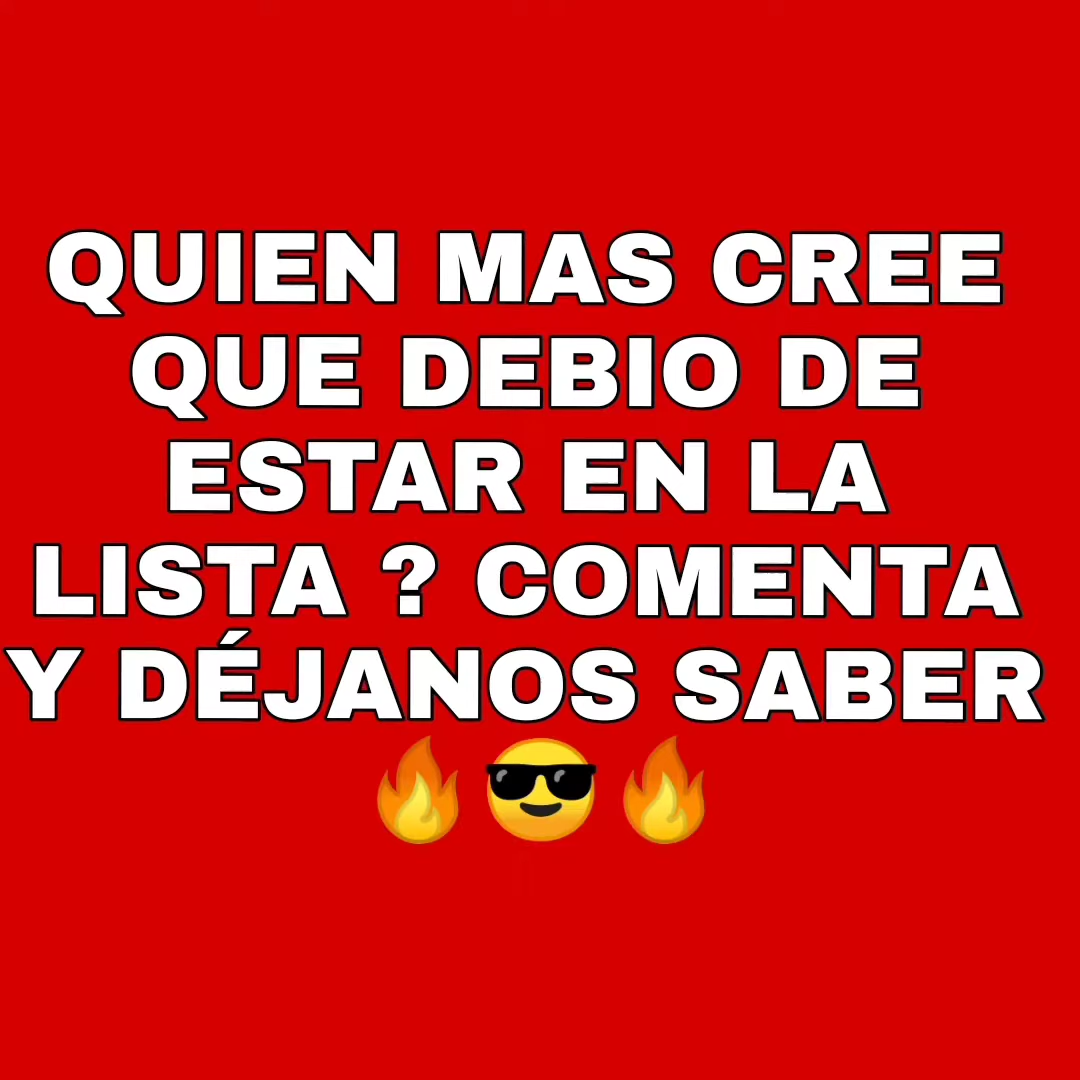 QUIEN MAS CREE
QUE DEBIO DE
ESTAR EN LA
LISTA ? COMENTA
Y DÉJANOS SABER
🔥😎🔥